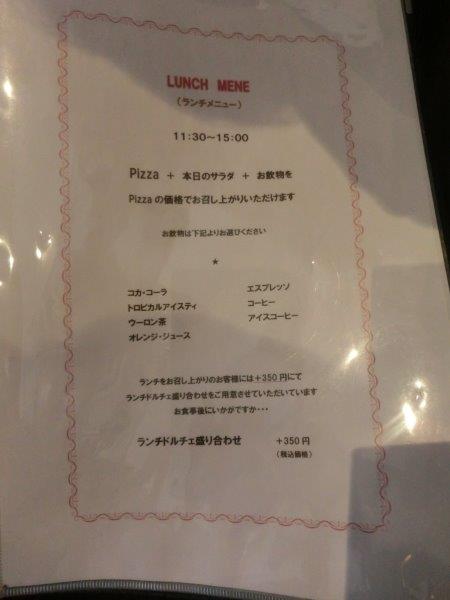 LUNCH MENE
(ランチメニュー)
11:30～15:00
Pizza + 本日のサラダ + お飲物を
Pizza の価格でお召し上がりいただけます
お飲物は下記よりお選びください
★
コカ・コーラ
トロピカルアイスティ
ウーロン茶
オレンジ・ジュース
エスプレッソ
コーヒー
アイスコーヒー
ランチをお召し上がりのお客様には+350円にて
ランチドルチェ盛り合わせをご用意させていただいています
お食事後にいかがですか・・・
ランチドルチェ盛り合わせ +350円
(税込価格)